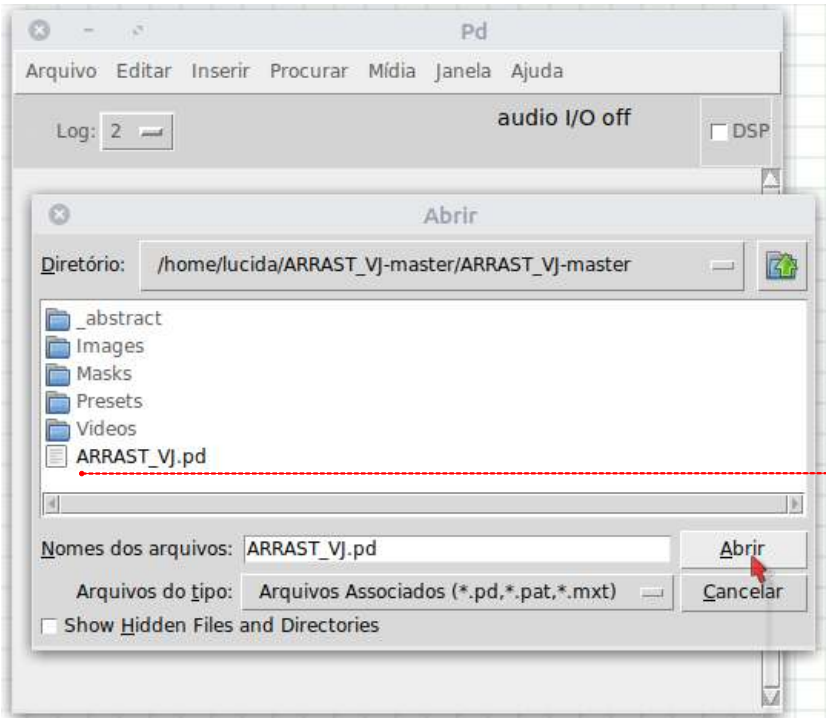 Pd
Arquivo Editar Inserir Procurar Mídia Janela Ajuda
audio I/O off
Log: 2
DSP
Abrir
Diretório: /home/lucida/ARRAST_VJ-master/ARRAST_VJ-master
_abstract
Images
Masks
Presets
Videos
ARRAST_VJ.pd
Nomes dos arquivos: ARRAST_VJ.pd
Abrir
Arquivos do tipo: Arquivos Associados (*.pd,*.pat,*.mxt)
Cancelar
Show Hidden Files and Directories